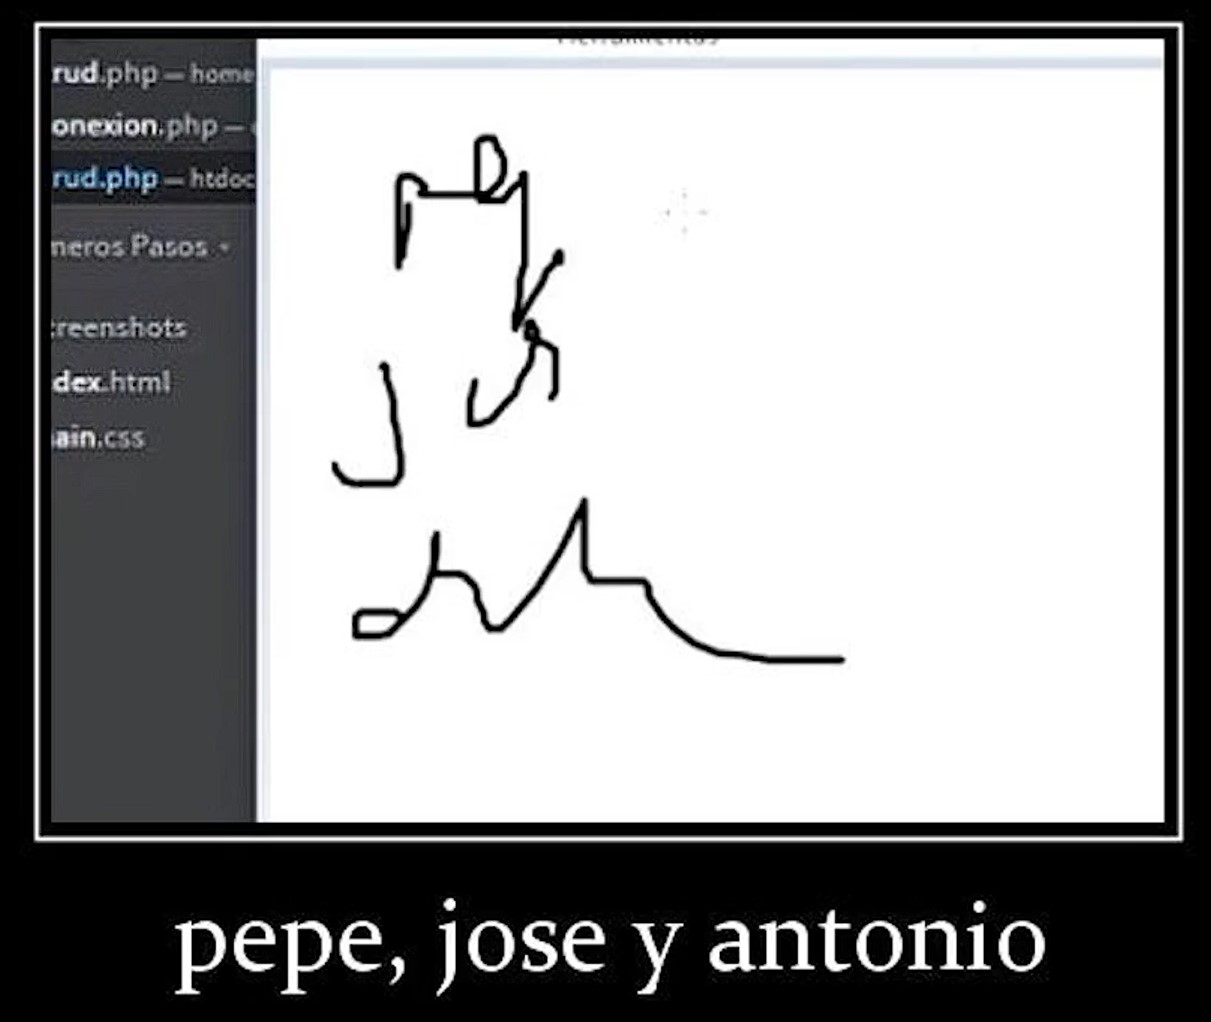 rud.php — home
onexion.php —
rud.php — htdoc
neros Pasos
reenshots
dex.html
ain.css
pepe, jose y antonio